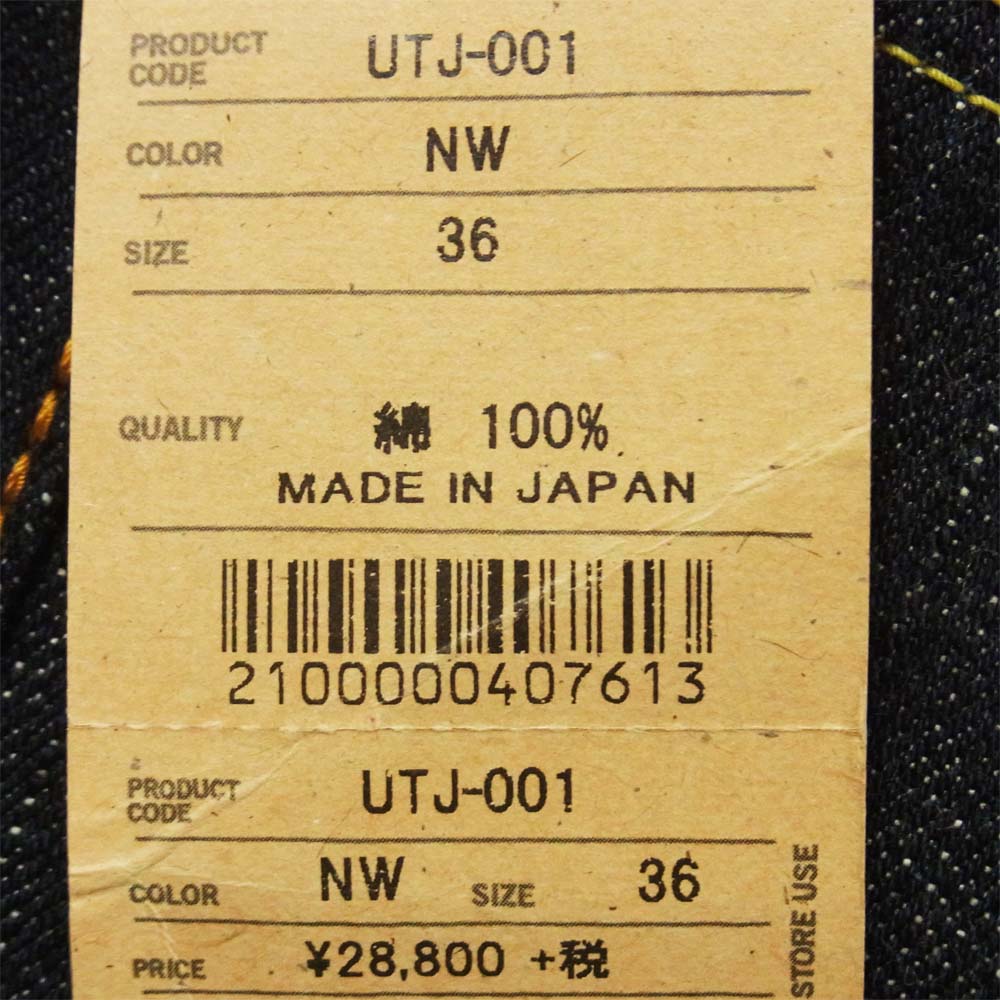 PRODUCT CODE UTJ-001
COLOR NW
SIZE 36
QUALITY 綿 100%
MADE IN JAPAN
2100000407613
PRODUCT CODE UTJ-001
COLOR NW SIZE 36
PRICE ¥28,800 +税
STORE USE